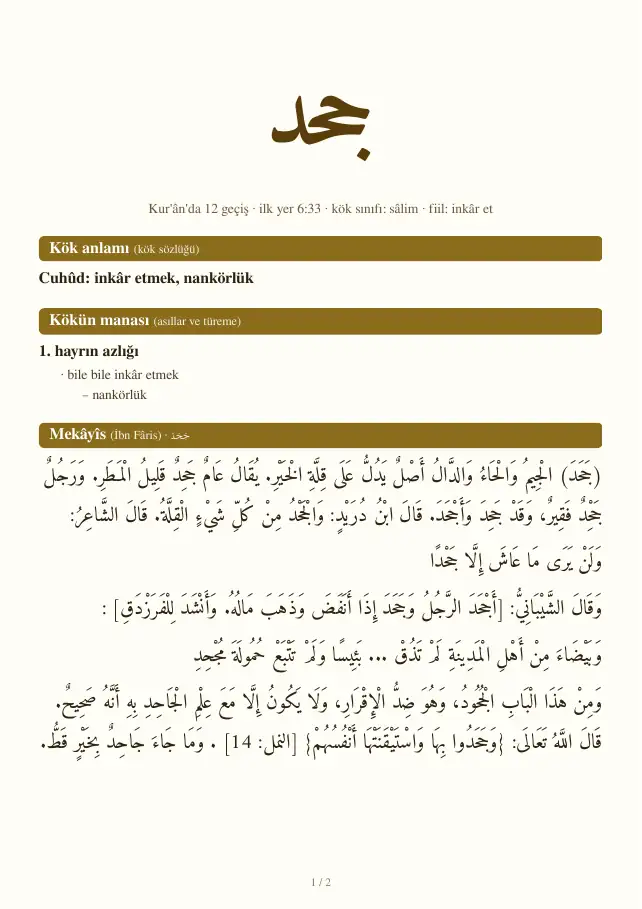 جحد
Kur'ân'da 12 geçiş · ilk yer 6:33 · kök sınıfı: sâlim · fiil: inkâr et
Kök anlamı (kök sözlüğü)
Cuhûd: inkâr etmek, nankörlük
Kökün manası (asıllar ve türeme)
1. hayrın azlığı
· bile bile inkâr etmek
– nankörlük
Mekâyîs (İbn Fâris) · جَحَدَ
(جَحَدَ) الْجِيمُ وَالْحَاءُ وَالدَّالُ أَصْلٌ يَدُلُّ عَلَى قِلَّةِ الْخَيْرِ. يُقَالُ عَامٌ جَحِدٌ قَلِيلُ الْمَطَرِ. وَرَجُلٌ
جَحْدٌ فَقِيرٌ، وَقَدْ جَحِدَ وَأَجْحَدَ. قَالَ ابْنُ دُرَيْدٍ: وَالْجَحْدُ مِنْ كُلِّ شَيْءٍ الْقِلَّةُ. قَالَ الشَّاعِرُ:
وَلَنْ يَرَى مَا عَاشَ إِلَّا جَحْدًا
وَقَالَ الشَّيْبَانِيُّ: [أَجْحَدَ الرَّجُلُ وَجَحَدَ إِذَا أَنْفَضَ وَذَهَبَ مَالُهُ. وَأَنْشَدَ لِلْفَرَزْدَقِ] :
وَبَيْضَاءَ مِنْ أَهْلِ الْمَدِينَةِ لَمْ تَذُقْ ... بَئِيسًا وَلَمْ تَتْبَعْ حُمُولَةَ مُجْحِدِ
وَمِنْ هَذَا الْبَابِ الْجُحُودُ، وَهُوَ ضِدُّ الْإِقْرَارِ، وَلَا يَكُونُ إِلَّا مَعَ عِلْمِ الْجَاحِدِ بِهِ أَنَّهُ صَحِيحٌ.
قَالَ اللَّهُ تَعَالَى: {وَجَحَدُوا بِهَا وَاسْتَيْقَنَتْهَا أَنْفُسُهُمْ} [النمل: 14] . وَمَا جَاءَ جَاحِدٌ بِخَيْرٍ قَطُّ.
1 / 2